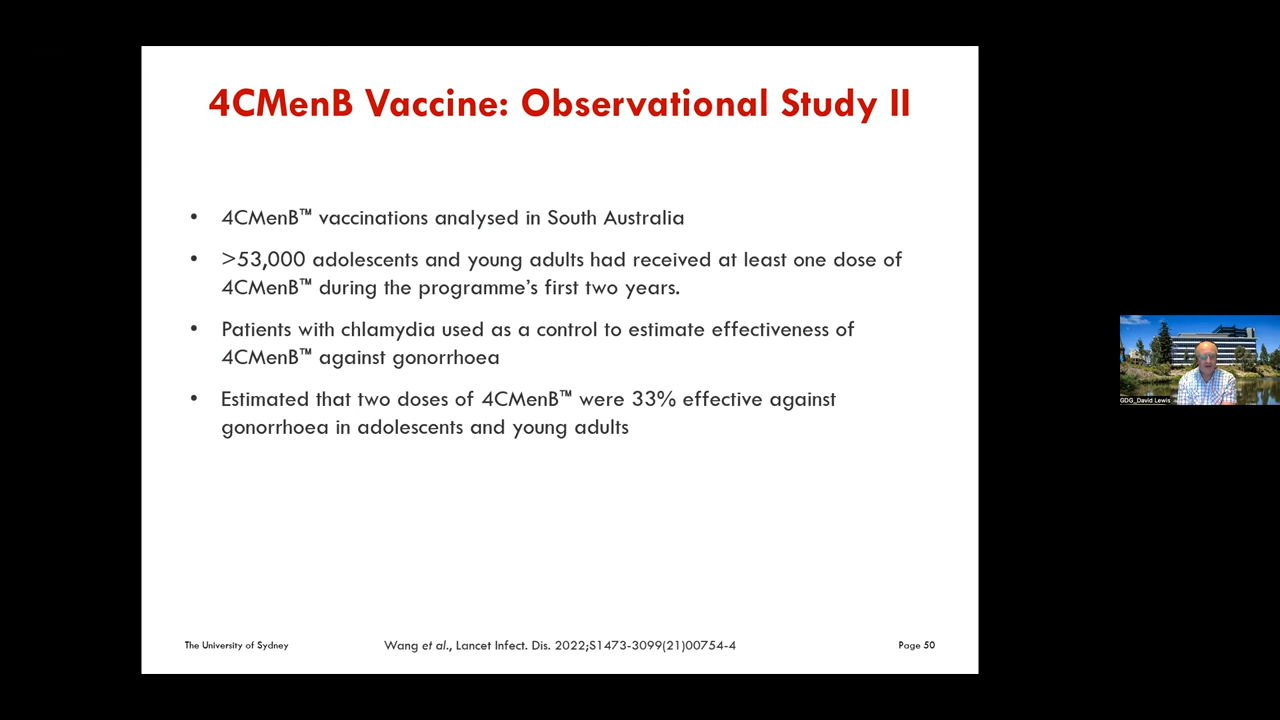 4CMenB Vaccine: Observational Study II
• 4CMenB™ vaccinations analysed in South Australia
• >53,000 adolescents and young adults had received at least one dose of
4CMenB™ during the programme’s first two years.
• Patients with chlamydia used as a control to estimate effectiveness of
4CMenB™ against gonorrhoea
• Estimated that two doses of 4CMenB™ were 33% effective against
gonorrhoea in adolescents and young adults
GDG_David Lewis
The University of Sydney
Wang et al., Lancet Infect. Dis. 2022;S1473-3099(21)00754-4
Page 50